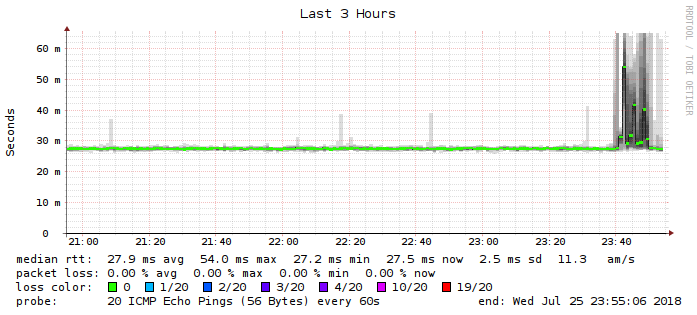 Last 3 Hours
RRDTOOL / TOBI OETIKER
Seconds
60 m
50 m
40 m
30 m
20 m
10 m
0
21:00 21:20 21:40 22:00 22:20 22:40 23:00 23:20 23:40
median rtt: 27.9 ms avg 54.0 ms max 27.2 ms min 27.5 ms now 2.5 ms sd 11.3 am/s
packet loss: 0.00 % avg 0.00 % max 0.00 % min 0.00 % now
loss color: 0 1/20 2/20 3/20 4/20 10/20 19/20
probe: 20 ICMP Echo Pings (56 Bytes) every 60s end: Wed Jul 25 23:55:06 2018